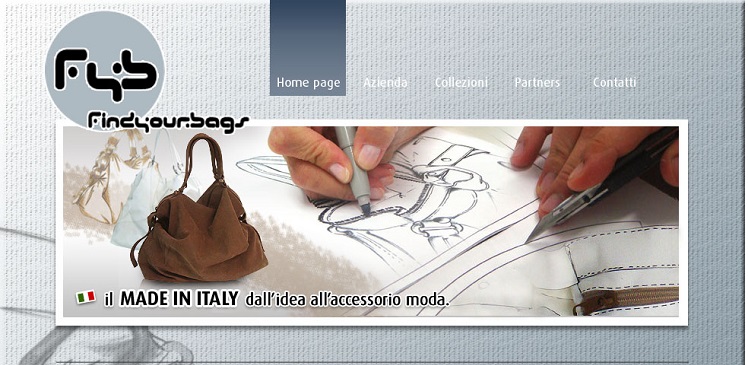 Fyb
Findyourbags
Home page Azienda Collezioni Partners Contatti
il MADE IN ITALY dall'idea all'accessorio moda.